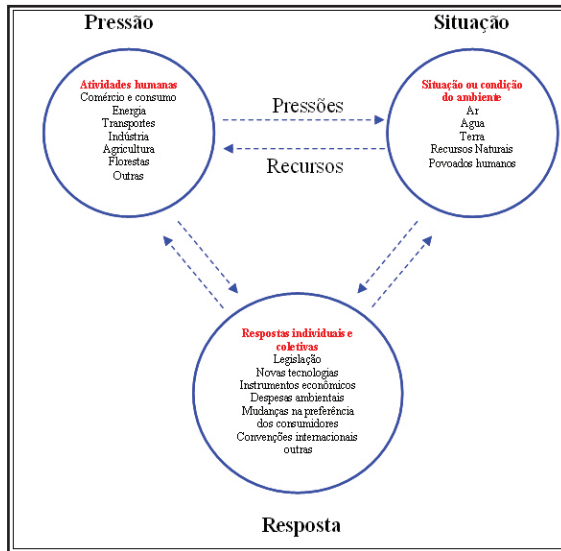 Pressão
Situação
Atividades humanas
Comércio e consumo
Energia
Transportes
Indústria
Agricultura
Florestas
Outras
Pressões
Recursos
Situação ou condição
do ambiente
Ar
Agua
Terra
Recursos Naturais
Povoados humanos
Respostas individuais e
coletivas
Legislação
Novas tecnologias
Instrumentos econômicos
Despesas ambientais
Mudanças na preferência
dos consumidores
Convenções internacionais
outras
Resposta